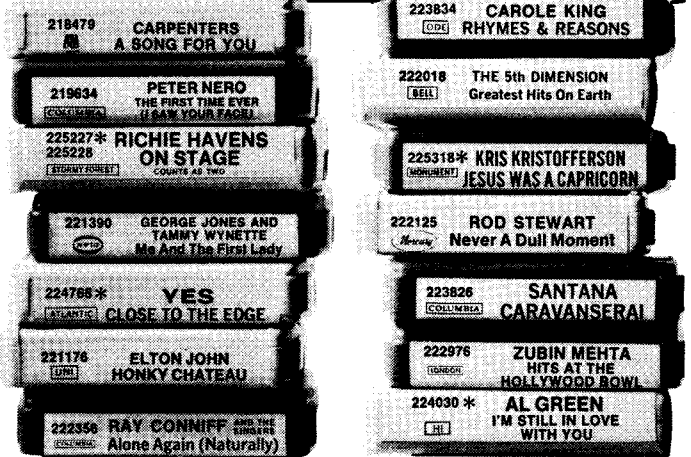 218479
CARPENTERS
A SONG FOR YOU
219634
COLUMBIA
PETER NERO
THE FIRST TIME EVER
(I SAW YOUR FACE)
225227*
225228
STORMY FOREST
RICHIE HAVENS
ON STAGE
COUNTS AS TWO
221390
GEORGE JONES AND
TAMMY WYNETTE
Me And The First Lady
224766*
ATLANTIC
YES
CLOSE TO THE EDGE
221176
UNI
ELTON JOHN
HONKY CHATEAU
222356
COLUMBIA
RAY CONNIFF AND THE SINGERS
Alone Again (Naturally)
223834
ODE
CAROLE KING
RHYMES & REASONS
222018
BELL
THE 5th DIMENSION
Greatest Hits On Earth
225318*
MONUMENT
KRIS KRISTOFFERSON
JESUS WAS A CAPRICORN
222125
Mercury
ROD STEWART
Never A Dull Moment
223826
COLUMBIA
SANTANA
CARAVANSERAI
222976
LONDON
ZUBIN MEHTA
HITS AT THE
HOLLYWOOD BOWL
224030*
HI
AL GREEN
I'M STILL IN LOVE
WITH YOU